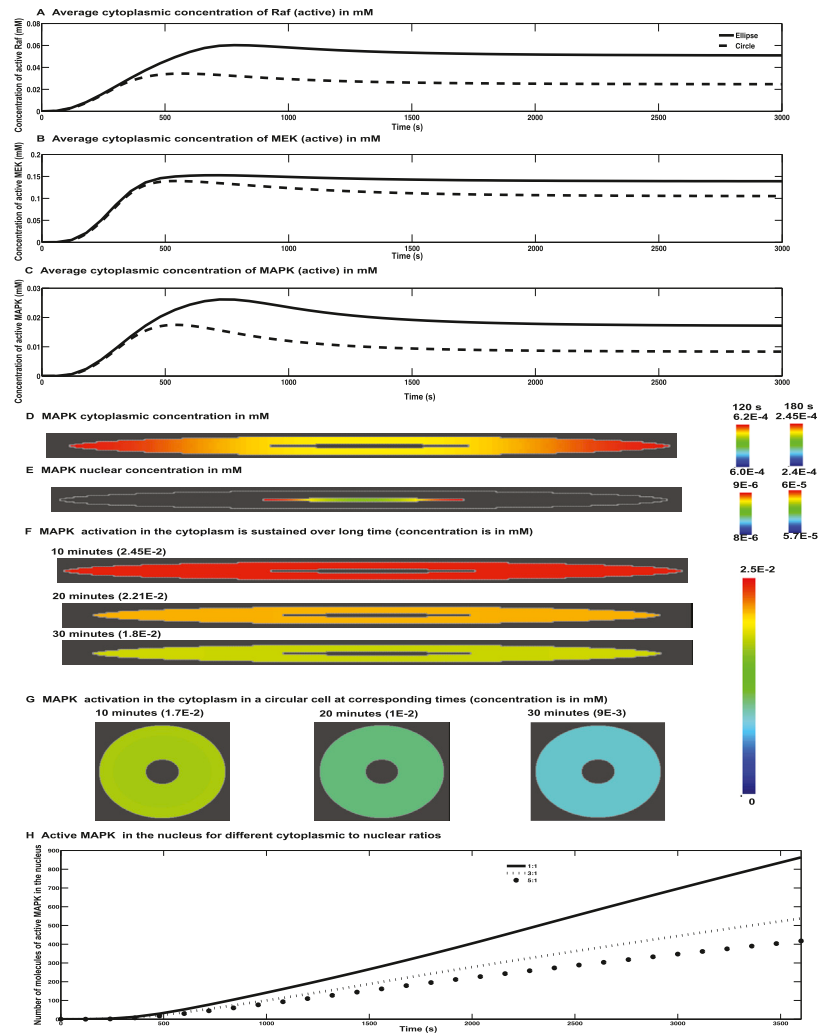 A Average cytoplasmic concentration of Raf (active) in mM
Concentration of active Raf (mM)
0.08
0.06
0.04
0.02
0
Ellipse
Circle
0 500 1000 1500 2000 2500 3000
Time (s)
B Average cytoplasmic concentration of MEK (active) in mM
Concentration of active MEK (mM)
0.2
0.15
0.1
0.05
0
0 500 1000 1500 2000 2500 3000
Time (s)
C Average cytoplasmic concentration of MAPK (active) in mM
Concentration of active MAPK (mM)
0.03
0.02
0.01
0
0 500 1000 1500 2000 2500 3000
Time (s)
D MAPK cytoplasmic concentration in mM
120 s 180 s
6.2E-4 2.45E-4
6.0E-4 2.4E-4
E MAPK nuclear concentration in mM
9E-6 6E-5
8E-6 5.7E-5
F MAPK activation in the cytoplasm is sustained over long time (concentration is in mM)
10 minutes (2.45E-2)
20 minutes (2.21E-2)
30 minutes (1.8E-2)
2.5E-2
0
G MAPK activation in the cytoplasm in a circular cell at corresponding times (concentration is in mM)
10 minutes (1.7E-2)
20 minutes (1E-2)
30 minutes (9E-3)
H Active MAPK in the nucleus for different cytoplasmic to nuclear ratios
Number of molecules of active MAPK in the nucleus
900
800
700
600
500
400
300
200
100
0
1:1
3:1
5:1
0 500 1000 1500 2000 2500 3000 3500
Time (s)